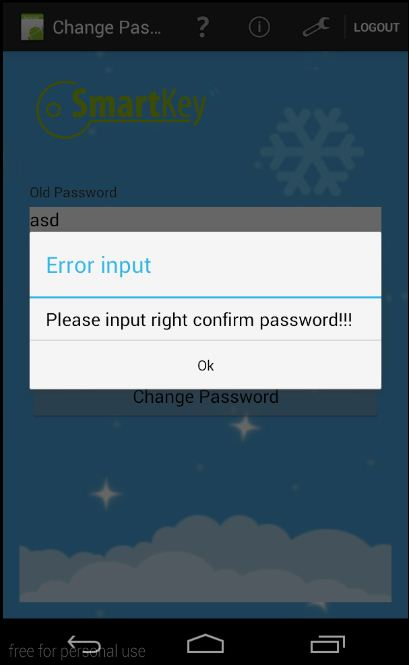 Change Pas...
?
LOGOUT
SmartKey
Old Password
asd
Error input
Please input right confirm password!!!
Ok
Change Password
free for personal use